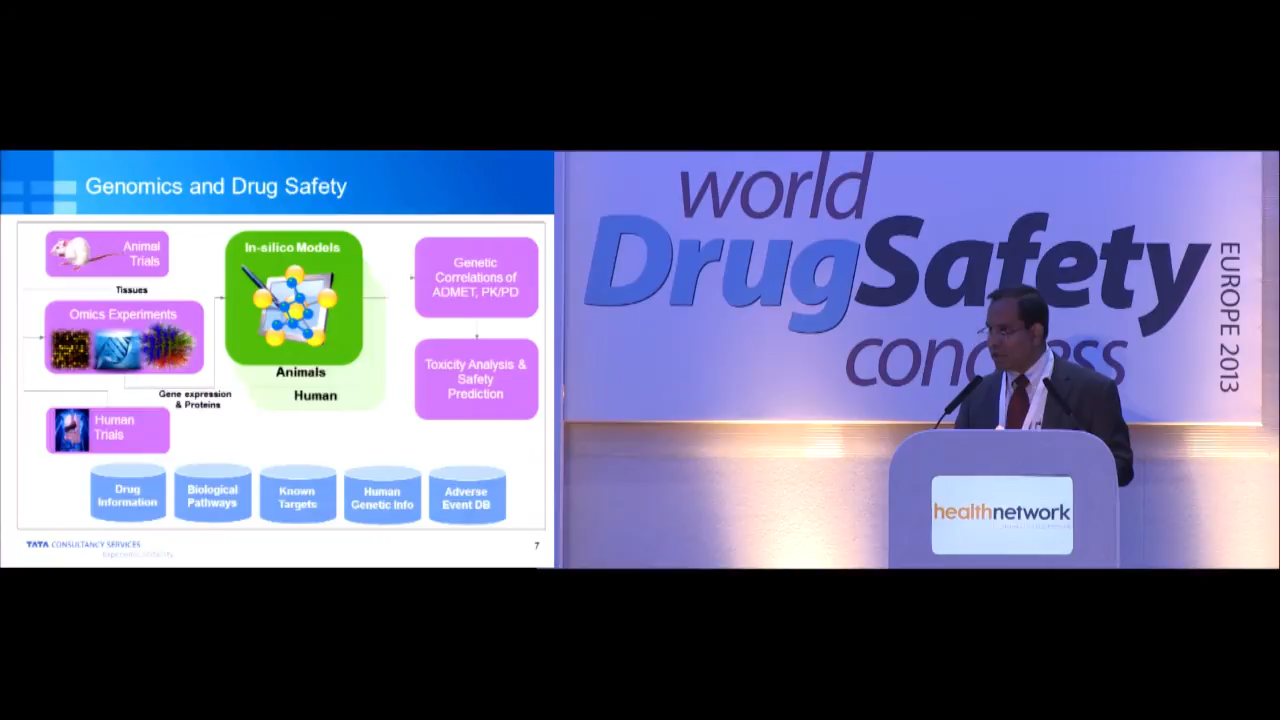 Genomics and Drug Safety
Animal
Trials
Tissues
Omics Experiments
Gene expression
& Proteins
Human
Trials
In-silico Models
Animals
Human
Genetic
Correlations of
ADMET, PK/PD
Toxicity Analysis &
Safety
Prediction
Drug
Information
Biological
Pathways
Known
Targets
Human
Genetic Info
Adverse
Event DB
TATA CONSULTANCY SERVICES
7
world
DrugSafety
EUROPE 2013
healthnetwork